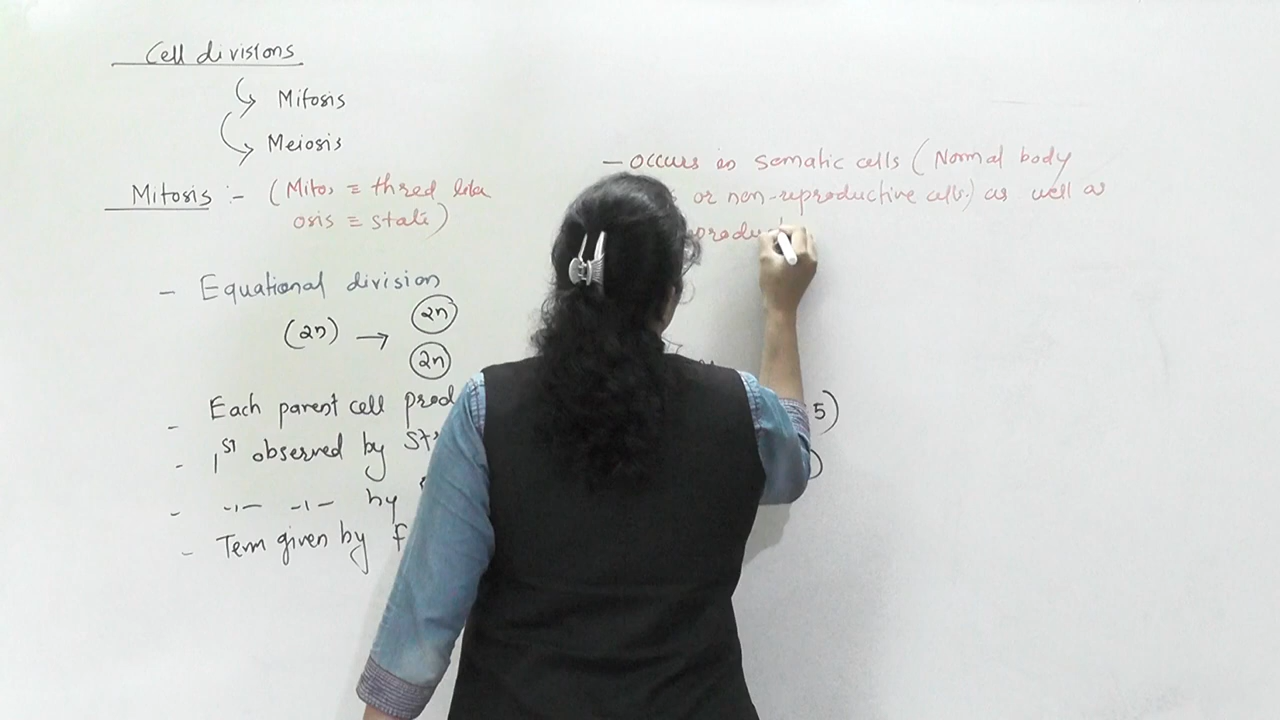 Cell divisions
Mitosis
Meiosis
Mitosis :- (Mitos ≡ thred like
osis ≡ state)
- Equational division
(2n) → 2n
2n
- Each parent cell prod
- 1st observed by Str
- -"- -"- by
- Term given by F
- occurs in somatic cells (Normal body
or non-reproductive cells.) as well as
produ
5)
)